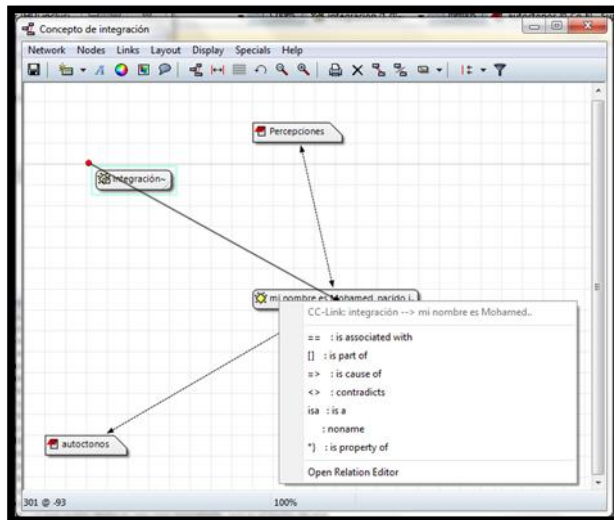 Concepto de integración
Network Nodes Links Layout Display Specials Help
Percepciones
integración~
mi nombre es Mohamed, nacido i..
CC-Link: integración --> mi nombre es Mohamed..
== : is associated with
[] : is part of
=> : is cause of
<> : contradicts
isa : is a
: noname
*} : is property of
Open Relation Editor
autoctonos
301 @ -93
100%